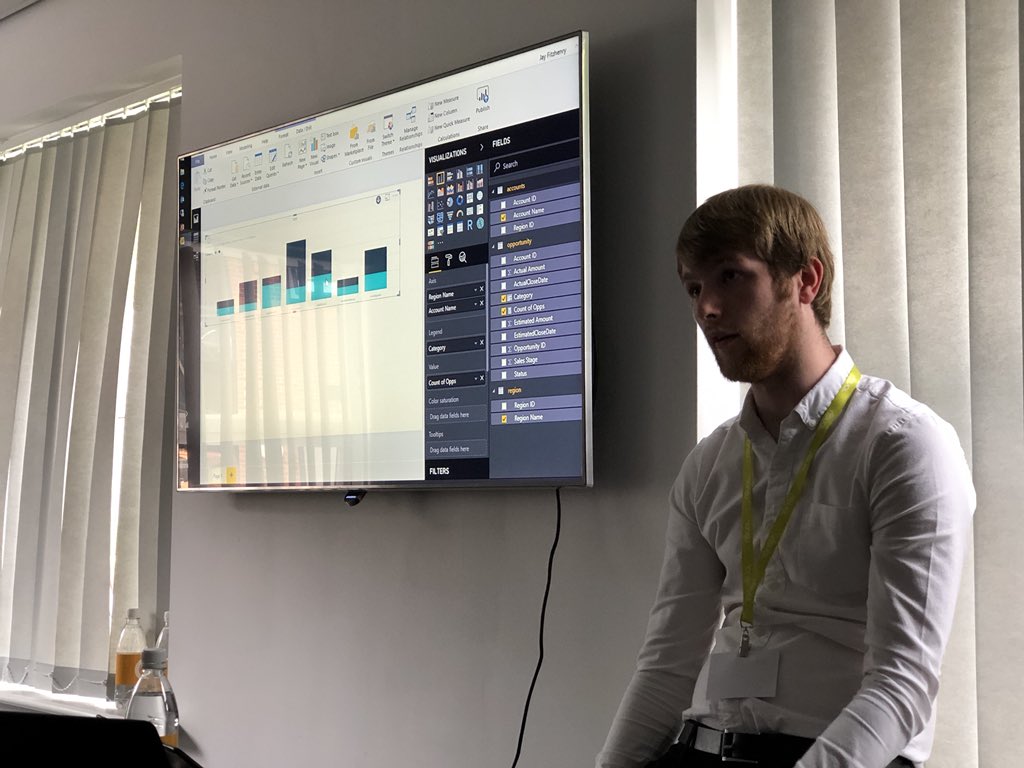 Jay Fitzhenry
File
Home
View
Modeling
Help
Format
Data / Drill
Cut
Copy
Format Painter
Clipboard
Get Data
Recent Sources
Enter Data
Edit Queries
Refresh
External data
New Page
New Visual
Text box
Image
Shapes
Insert
From Marketplace
From File
Custom visuals
Switch Theme
Themes
Manage Relationships
Relationships
New Measure
New Column
New Quick Measure
Calculations
Publish
Share
VISUALIZATIONS
R
Axis
Region Name
Account Name
Legend
Category
Value
Count of Opps
Color saturation
Drag data fields here
Tooltips
Drag data fields here
FILTERS
FIELDS
Search
accounts
Account ID
Account Name
Region ID
opportunity
Account ID
Σ Actual Amount
ActualCloseDate
Category
Count of Opps
Σ Estimated Amount
EstimatedCloseDate
Σ Opportunity ID
Σ Sales Stage
Status
region
Region ID
Region Name